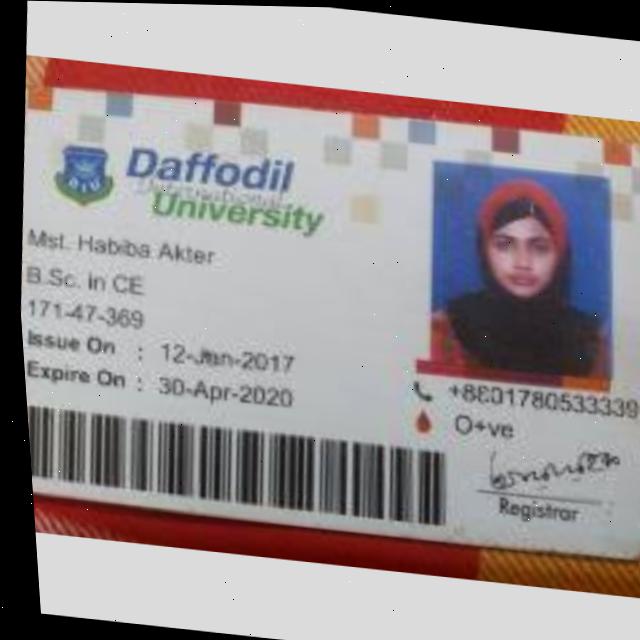 Daffodil
International
University
DIU
Mst. Habiba Akter
B.Sc. in CE
171-47-369
Issue On : 12-Jan-2017
Expire On : 30-Apr-2020
+8801780533339
O+ve
Registrar